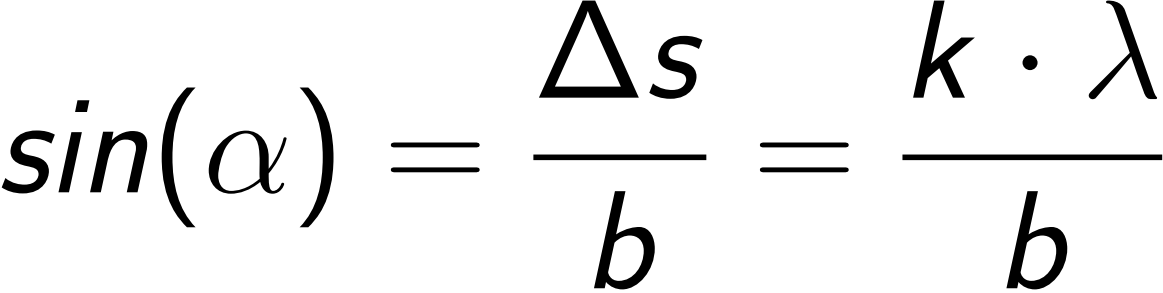 sin(α) = Δs/b = k · λ/b